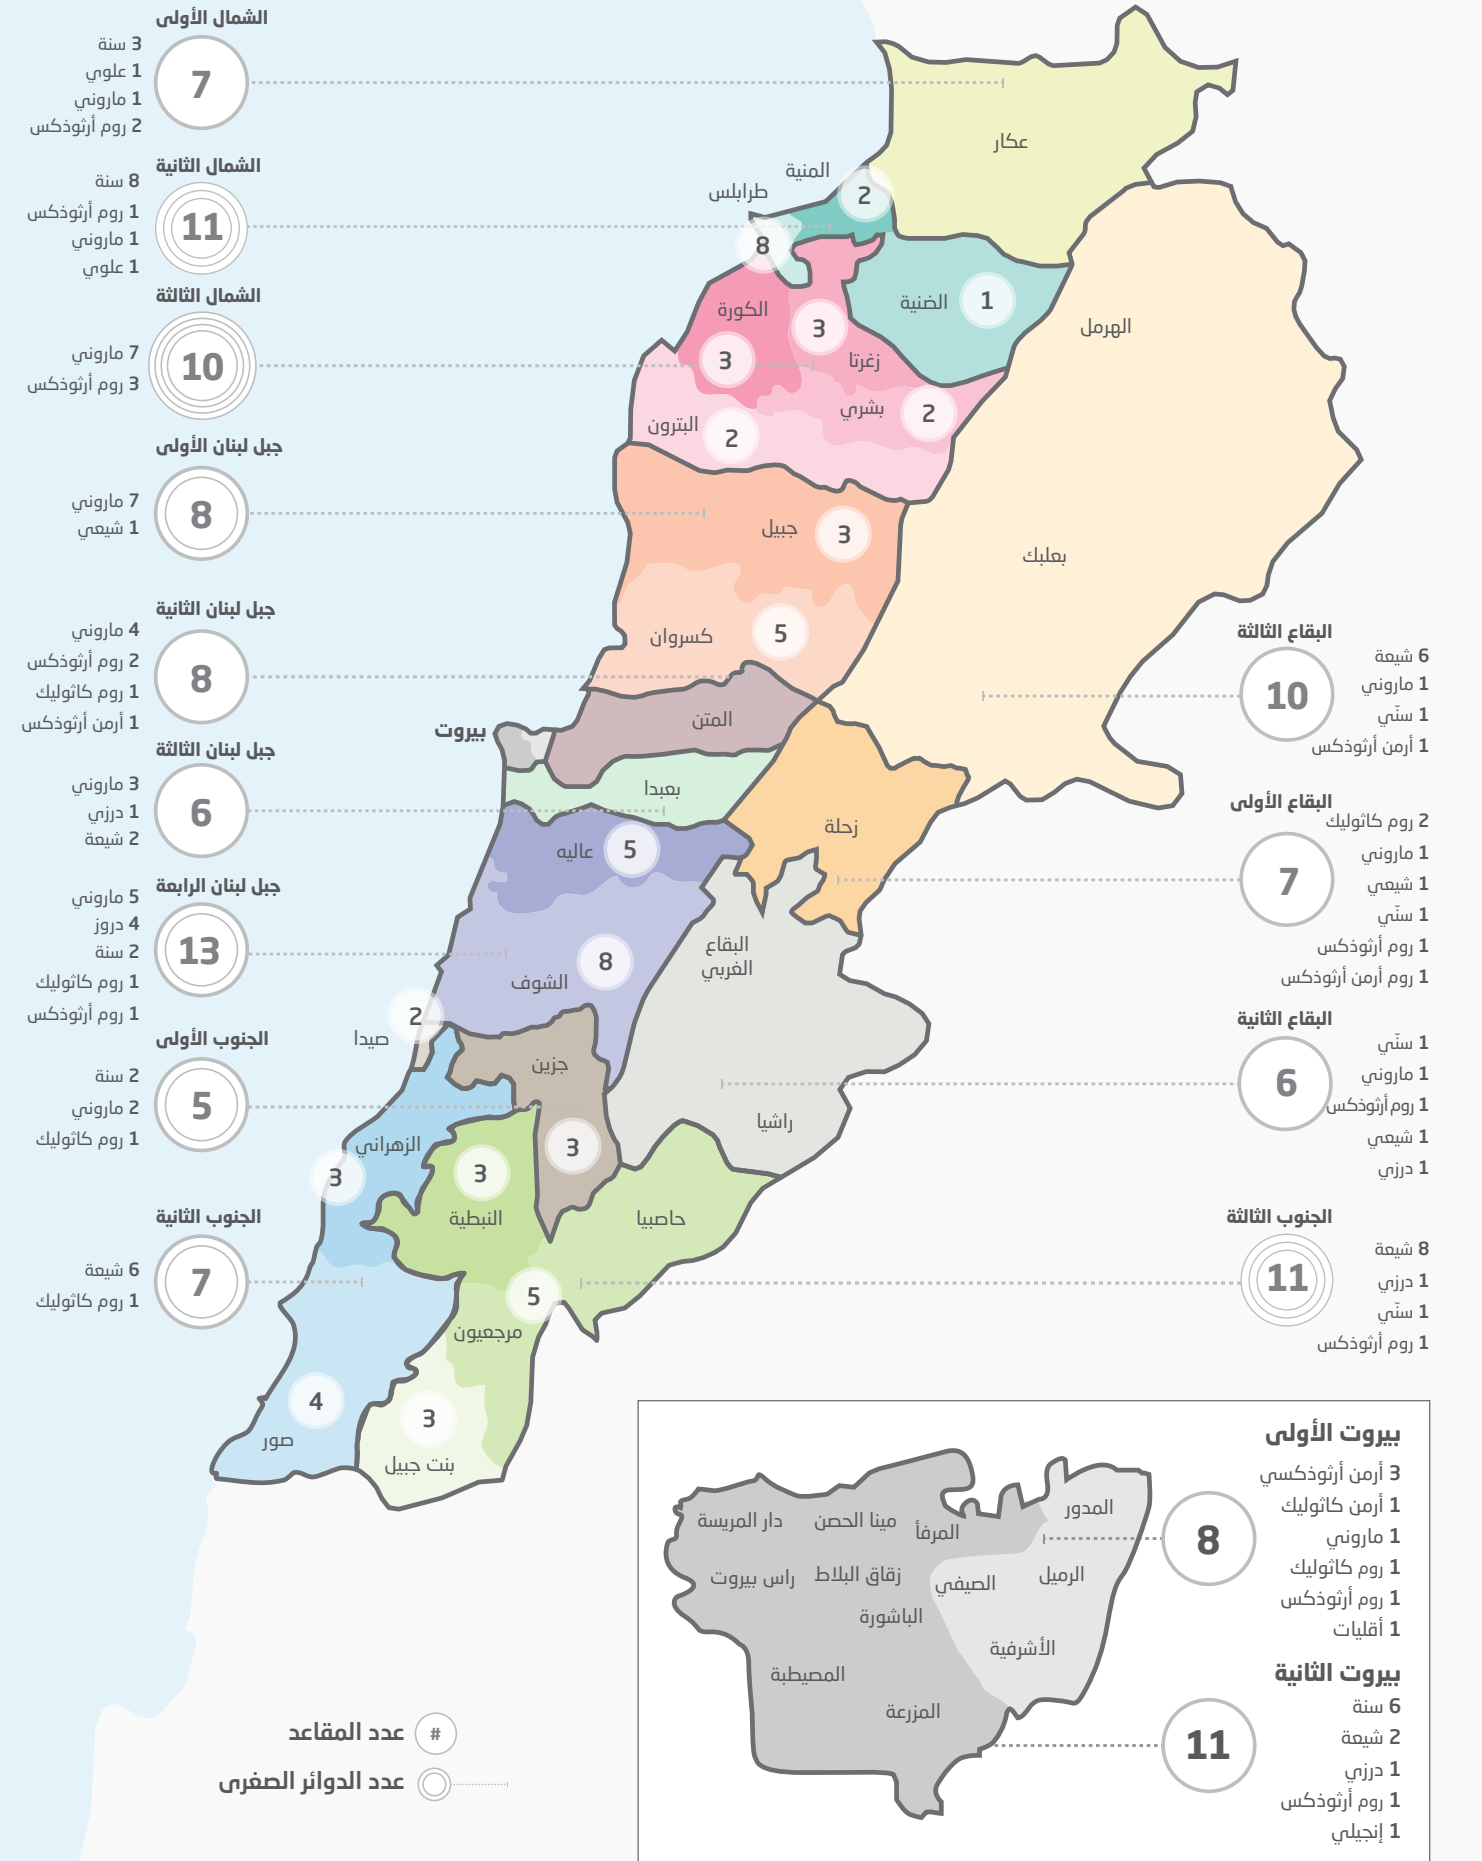 الشمال الأولى
7
3 سنة
1 علوي
1 ماروني
2 روم أرثوذكس
الشمال الثانية
11
8 سنة
1 روم أرثوذكس
1 ماروني
1 علوي
الشمال الثالثة
10
7 ماروني
3 روم أرثوذكس
جبل لبنان الأولى
8
7 ماروني
1 شيعي
جبل لبنان الثانية
8
4 ماروني
2 روم أرثوذكس
1 روم كاثوليك
1 أرمن أرثوذكس
جبل لبنان الثالثة
6
3 ماروني
1 درزي
2 شيعة
جبل لبنان الرابعة
13
5 ماروني
4 دروز
2 سنة
1 روم كاثوليك
1 روم أرثوذكس
الجنوب الأولى
5
2 سنة
2 ماروني
1 روم كاثوليك
الجنوب الثانية
7
6 شيعة
1 روم كاثوليك
عكار
المنية
2
طرابلس
8
الضنية
1
الكورة
3
زغرتا
3
بشري
2
البترون
2
الهرمل
بعلبك
جبيل
3
كسروان
5
المتن
بيروت
بعبدا
زحلة
عاليه
5
الشوف
8
البقاع
الغربي
راشيا
صيدا
2
جزين
3
الزهراني
3
النبطية
3
حاصبيا
مرجعيون
5
بنت جبيل
3
صور
4
البقاع الثالثة
10
6 شيعة
1 ماروني
1 سنّي
1 أرمن أرثوذكس
البقاع الأولى
7
2 روم كاثوليك
1 ماروني
1 شيعي
1 سنّي
1 روم أرثوذكس
1 روم أرمن أرثوذكس
البقاع الثانية
6
1 سنّي
1 ماروني
1 روم أرثوذكس
1 شيعي
1 درزي
الجنوب الثالثة
11
8 شيعة
1 درزي
1 سنّي
1 روم أرثوذكس
بيروت الأولى
8
3 أرمن أرثوذكسي
1 أرمن كاثوليك
1 ماروني
1 روم كاثوليك
1 روم أرثوذكس
1 أقليات
بيروت الثانية
11
6 سنة
2 شيعة
1 درزي
1 روم أرثوذكس
1 إنجيلي
المدور
المرفأ
مينا الحصن
دار المريسة
الرميل
الصيفي
زقاق البلاط
راس بيروت
الباشورة
الأشرفية
المصيطبة
المزرعة
# عدد المقاعد
عدد الدوائر الصغرى